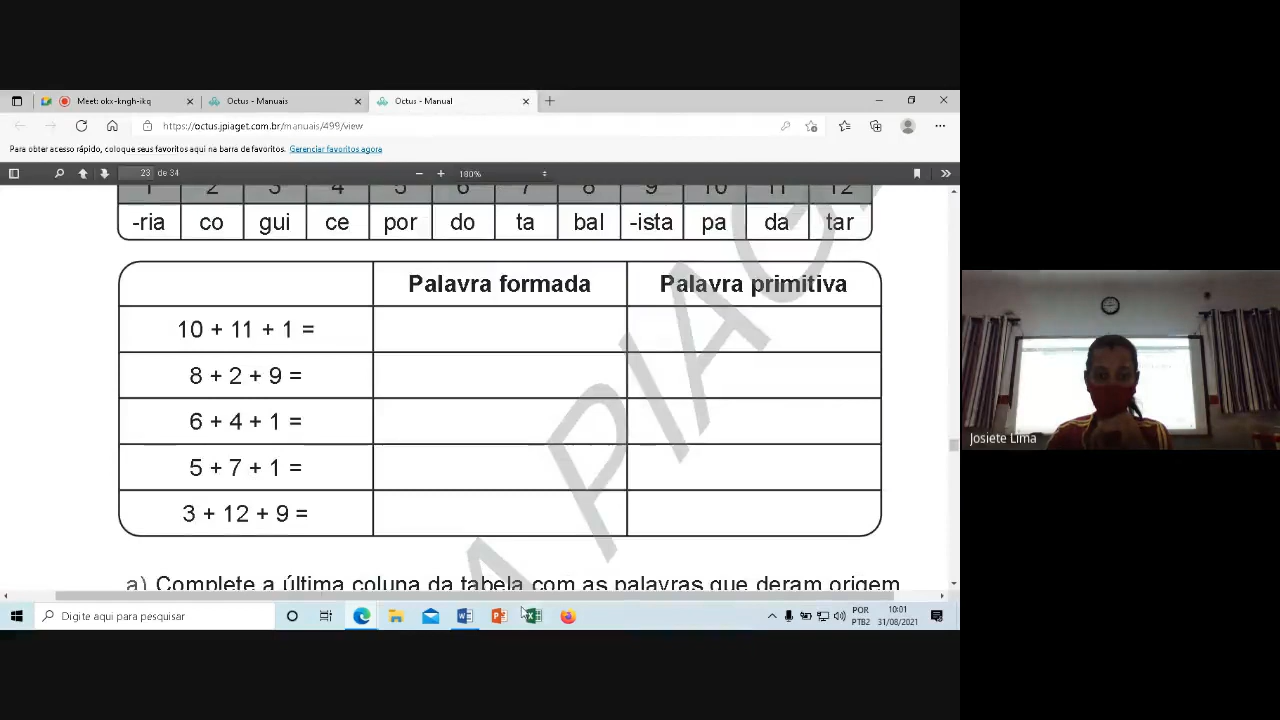 Meet: okx-kngh-ikq
Octus - Manuais
Octus - Manual
https://octus.jpiaget.com.br/manuais/499/view
Para obter acesso rápido, coloque seus favoritos aqui na barra de favoritos. Gerenciar favoritos agora
23 de 34
180%
1 2 3 4 5 6 7 8 9 10 11 12
-ria co gui ce por do ta bal -ista pa da tar
Palavra formada Palavra primitiva
10 + 11 + 1 =
8 + 2 + 9 =
6 + 4 + 1 =
5 + 7 + 1 =
3 + 12 + 9 =
A PIAG
a) Complete a última coluna da tabela com as palavras que deram origem
Josiete Lima
Digite aqui para pesquisar
POR
PTB2
10:01
31/08/2021